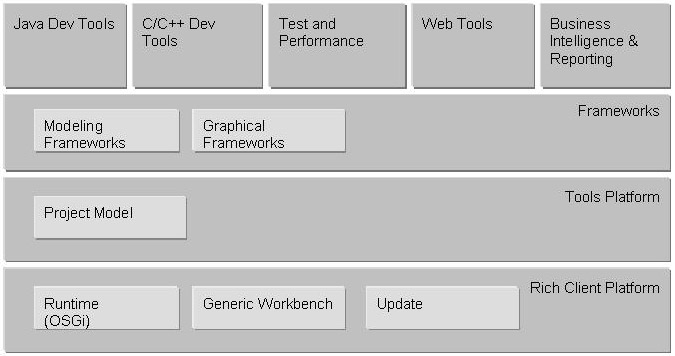 Java Dev Tools
C/C++ Dev
Tools
Test and
Performance
Web Tools
Business
Intelligence &
Reporting
Frameworks
Modeling
Frameworks
Graphical
Frameworks
Tools Platform
Project Model
Rich Client Platform
Runtime
(OSGi)
Generic Workbench
Update